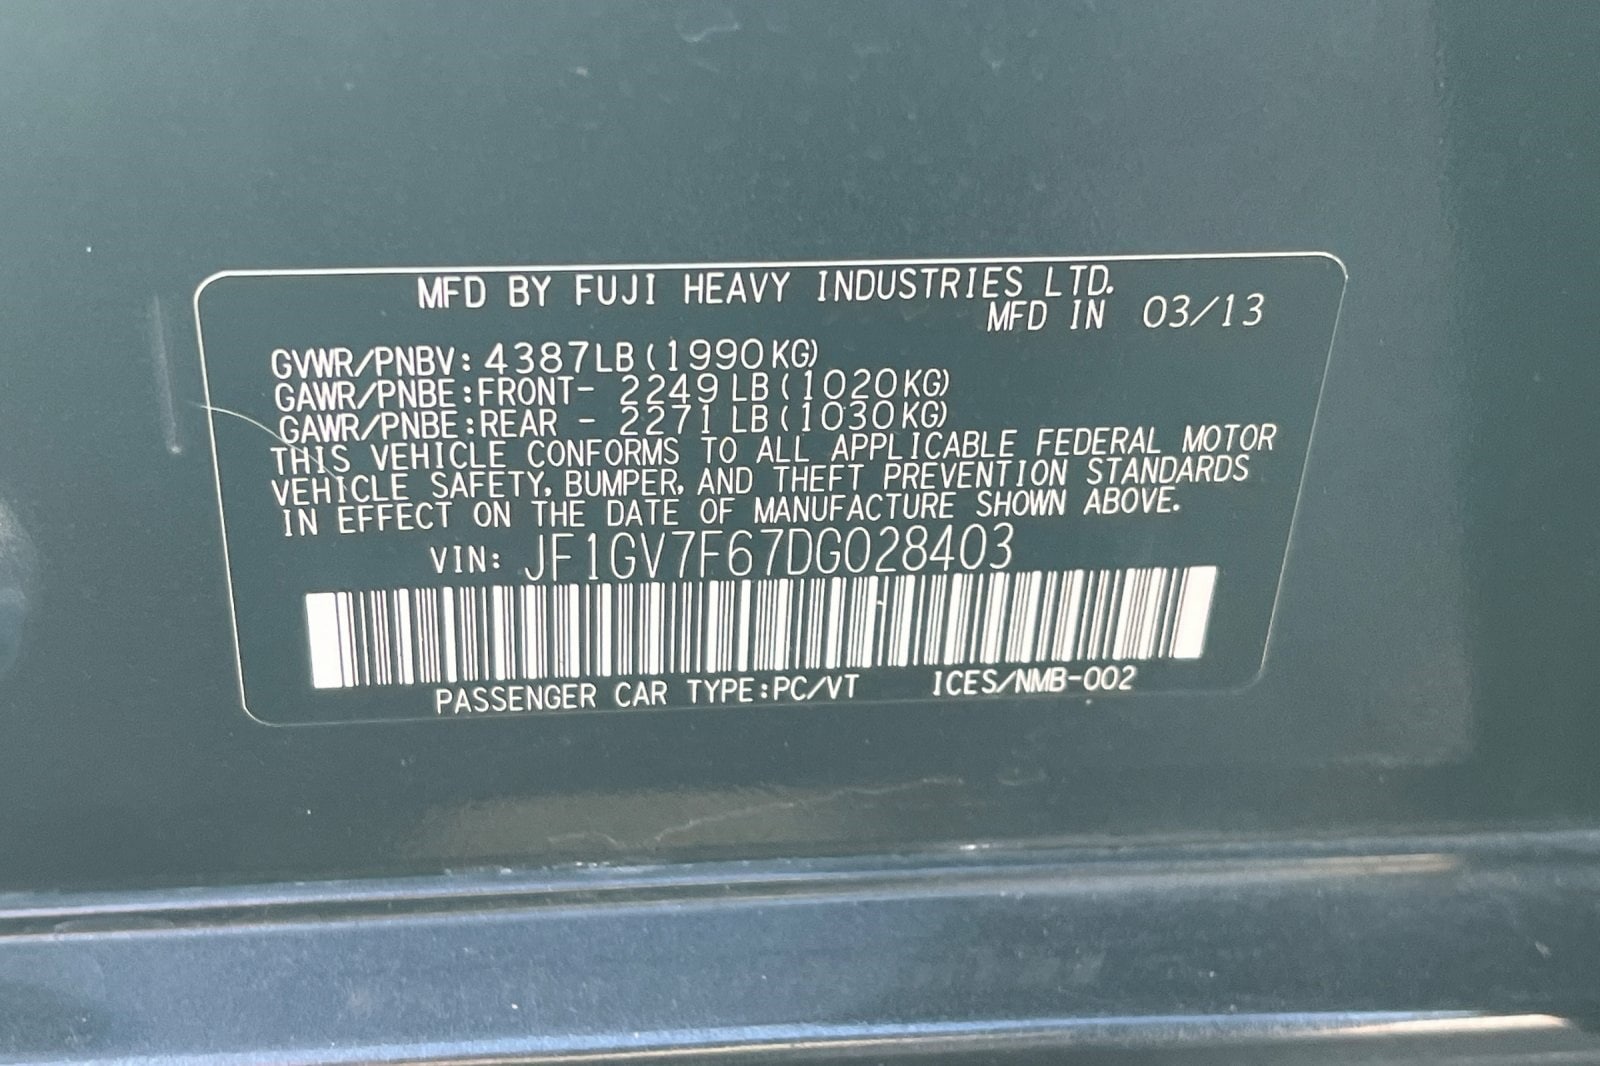 MFD BY FUJI HEAVY INDUSTRIES LTD.
MFD IN 03/13
GVWR/PNBV: 4387LB (1990KG)
GAWR/PNBE:FRONT- 2249LB (1020KG)
GAWR/PNBE:REAR - 2271LB (1030KG)
THIS VEHICLE CONFORMS TO ALL APPLICABLE FEDERAL MOTOR
VEHICLE SAFETY, BUMPER, AND THEFT PREVENTION STANDARDS
IN EFFECT ON THE DATE OF MANUFACTURE SHOWN ABOVE.
VIN: JF1GV7F67DG028403
PASSENGER CAR TYPE:PC/VT ICES/NMB-002